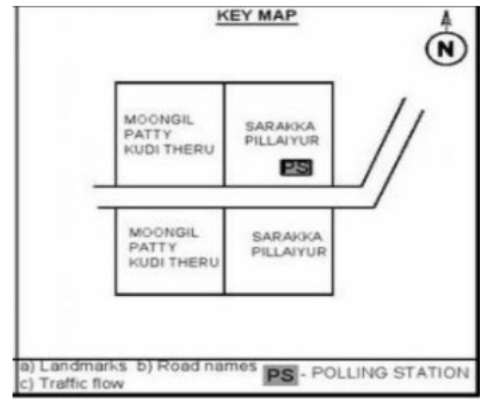 KEY MAP
N
MOONGIL
PATTY
KUDI THERU
SARAKKA
PILLAIYUR
PS
MOONGIL
PATTY
KUDI THERU
SARAKKA
PILLAIYUR
a) Landmarks b) Road names
c) Traffic flow
PS - POLLING STATION